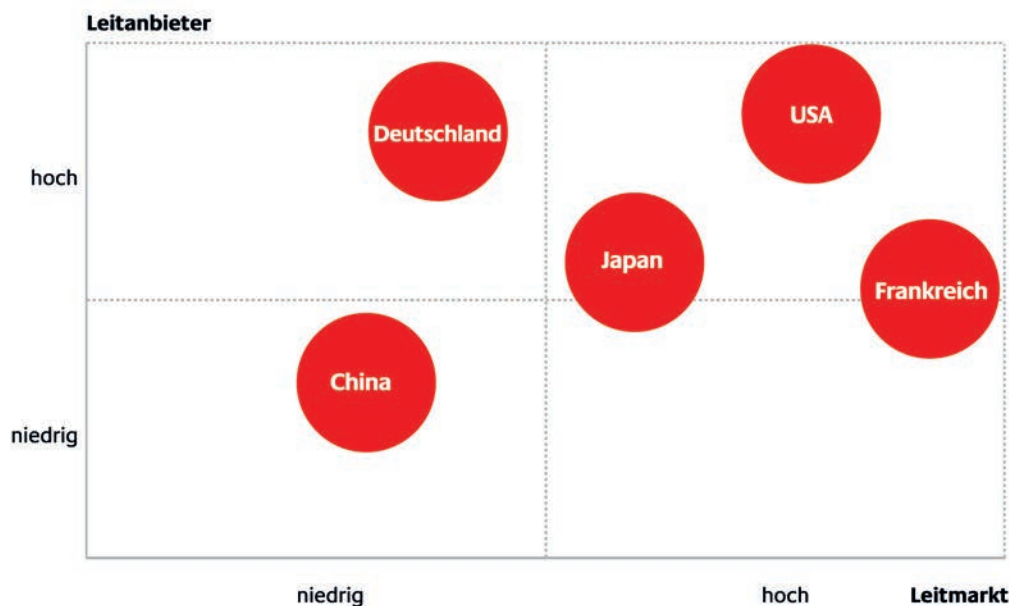 Leitanbieter
USA
Deutschland
hoch
Japan
Frankreich
China
niedrig
niedrig
hoch
Leitmarkt